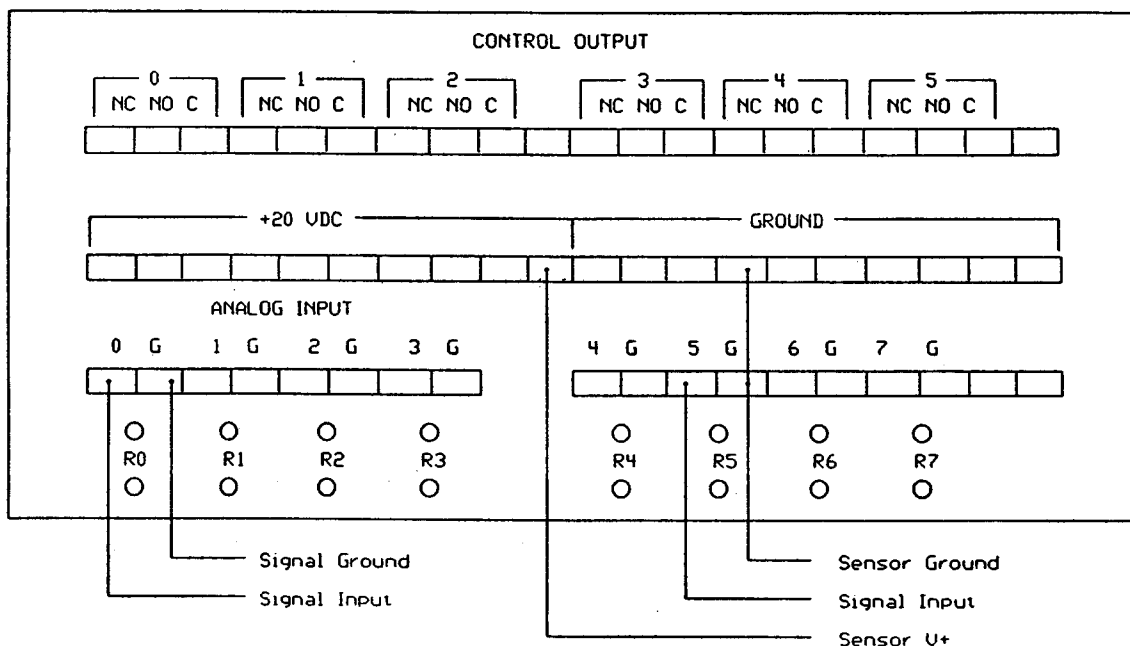 CONTROL OUTPUT
0 1 2 3 4 5
NC NO C NC NO C NC NO C NC NO C NC NO C NC NO C
+20 VDC GROUND
ANALOG INPUT
0 G 1 G 2 G 3 G 4 G 5 G 6 G 7 G
R0 R1 R2 R3 R4 R5 R6 R7
Signal Ground Sensor Ground
Signal Input Signal Input
Sensor V+